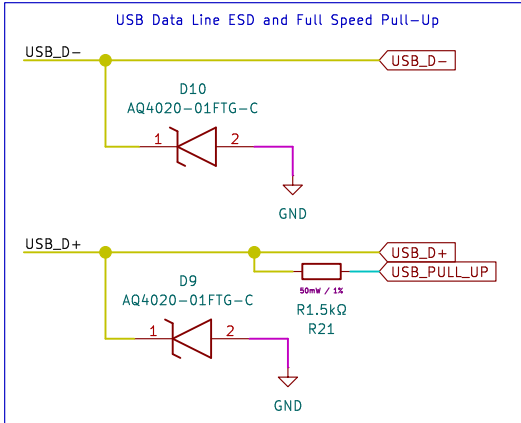 USB Data Line ESD and Full Speed Pull-Up
USB_D-
USB_D-
D10
AQ4020-01FTG-C
1
2
GND
USB_D+
USB_D+
USB_PULL_UP
50mW / 1%
D9
AQ4020-01FTG-C
R1.5kΩ
R21
1
2
GND